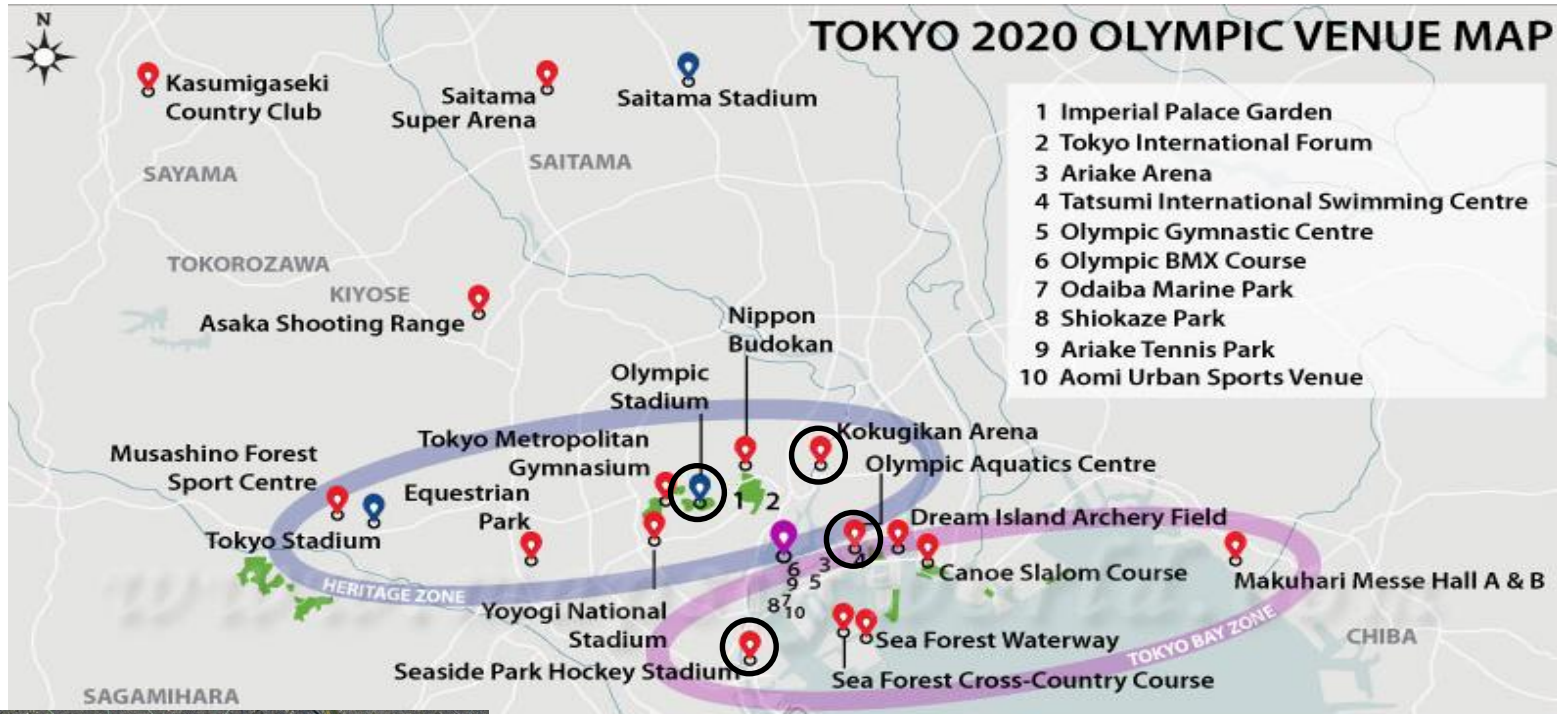 N
TOKYO 2020 OLYMPIC VENUE MAP
Kasumigaseki
Country Club
Saitama
Super Arena
Saitama Stadium
1 Imperial Palace Garden
2 Tokyo International Forum
3 Ariake Arena
4 Tatsumi International Swimming Centre
5 Olympic Gymnastic Centre
6 Olympic BMX Course
7 Odaiba Marine Park
8 Shiokaze Park
9 Ariake Tennis Park
10 Aomi Urban Sports Venue
SAYAMA
SAITAMA
TOKOROZAWA
KIYOSE
Asaka Shooting Range
Nippon
Budokan
Olympic
Stadium
Tokyo Metropolitan
Gymnasium
Kokugikan Arena
Olympic Aquatics Centre
Musashino Forest
Sport Centre
Equestrian
Park
1 2
Tokyo Stadium
Dream Island Archery Field
4
3
6
9 5
Canoe Slalom Course
Makuhari Messe Hall A & B
HERITAGE ZONE
7
8 10
Yoyogi National
Stadium
Seaside Park Hockey Stadium
Sea Forest Waterway
Sea Forest Cross-Country Course
TOKYO BAY ZONE
CHIBA
SAGAMIHARA